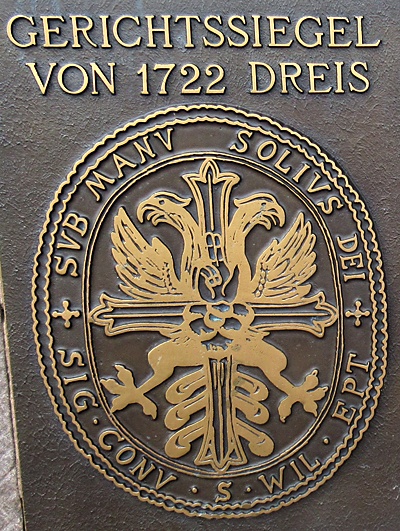 GERICHTSSIEGEL
VON 1722 DREIS
SVB MANV SOLIVS DEI
SIG · CONV · S · WIL · EPT